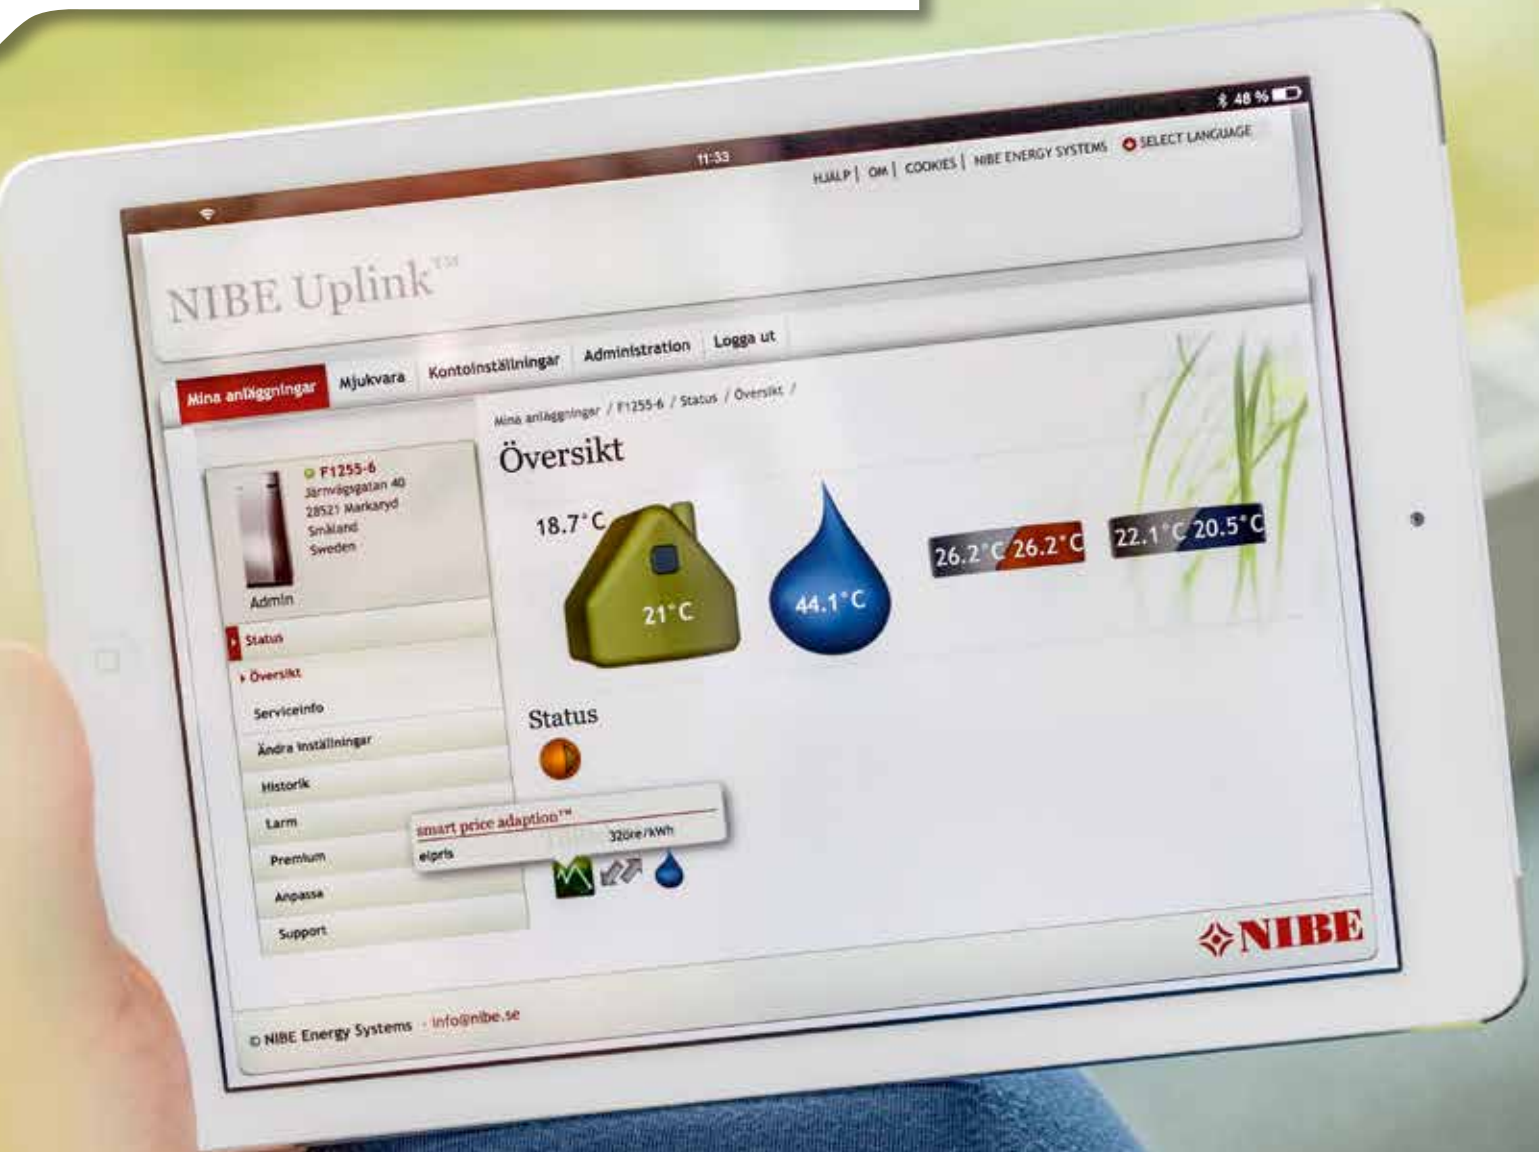 11:33
48 %
HJÄLP | OM | COOKIES | NIBE ENERGY SYSTEMS SELECT LANGUAGE
NIBE Uplink™
Mina anläggningar Mjukvara Kontoinställningar Administration Logga ut
Mina anläggningar / F1255-6 / Status / Översikt /
F1255-6
Järnvägsgatan 40
28521 Markaryd
Småland
Sweden
Admin
Status
Översikt
Serviceinfo
Ändra inställningar
Historik
Larm
Premium
Anpassa
Support
Översikt
18.7°C
21°C
44.1°C
26.2°C 26.2°C
22.1°C 20.5°C
Status
smart price adaption™
elpris 32öre/kWh
NIBE
© NIBE Energy Systems - info@nibe.se